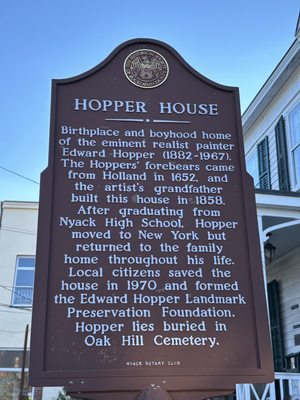 HOPPER HOUSE
Birthplace and boyhood home
of the eminent realist painter
Edward Hopper (1882-1967).
The Hoppers' forebears came
from Holland in 1652, and
the artist's grandfather
built this house in 1858.
After graduating from
Nyack High School, Hopper
moved to New York but
returned to the family
home throughout his life.
Local citizens saved the
house in 1970 and formed
the Edward Hopper Landmark
Preservation Foundation.
Hopper lies buried in
Oak Hill Cemetery.
NYACK ROTARY CLUB